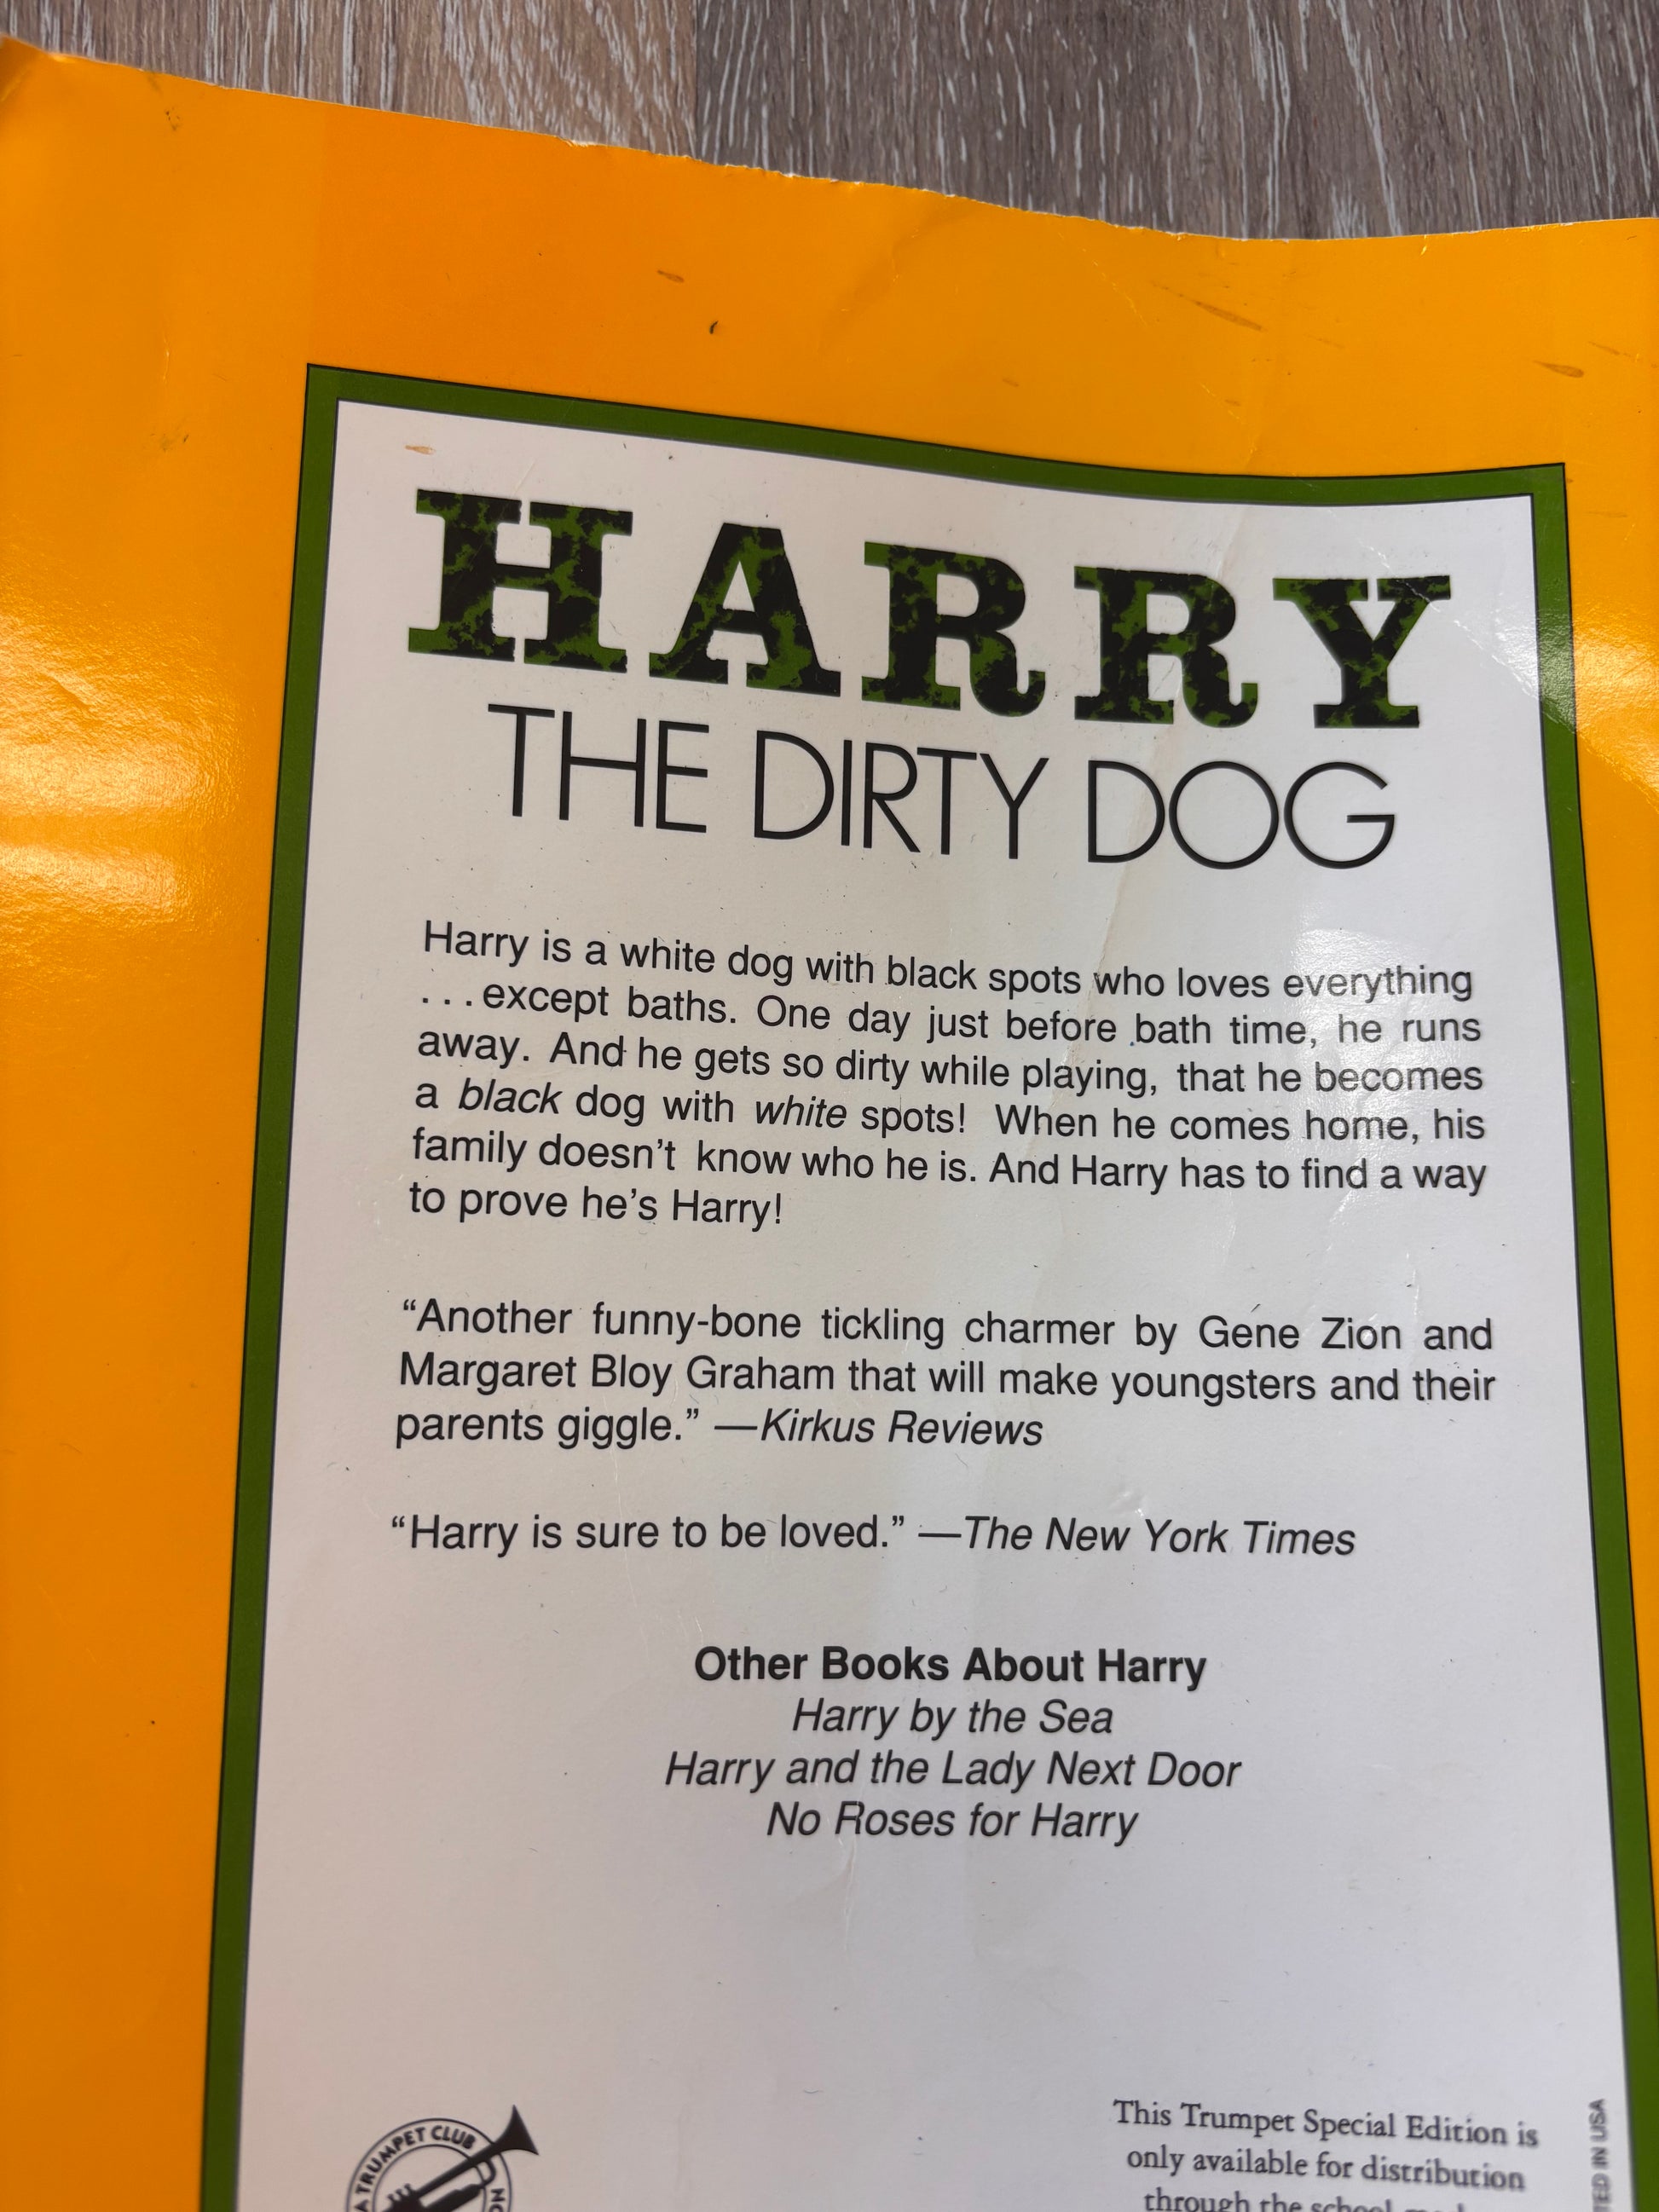 HARRY
THE DIRTY DOG
Harry is a white dog with black spots who loves everything
...except baths. One day just before bath time, he runs
away. And he gets so dirty while playing, that he becomes
a black dog with white spots! When he comes home, his
family doesn't know who he is. And Harry has to find a way
to prove he's Harry!
“Another funny-bone tickling charmer by Gene Zion and
Margaret Bloy Graham that will make youngsters and their
parents giggle.” —Kirkus Reviews
“Harry is sure to be loved.” —The New York Times
Other Books About Harry
Harry by the Sea
Harry and the Lady Next Door
No Roses for Harry
A TRUMPET CLUB
This Trumpet Special Edition is
only available for distribution
through the school
IN USA